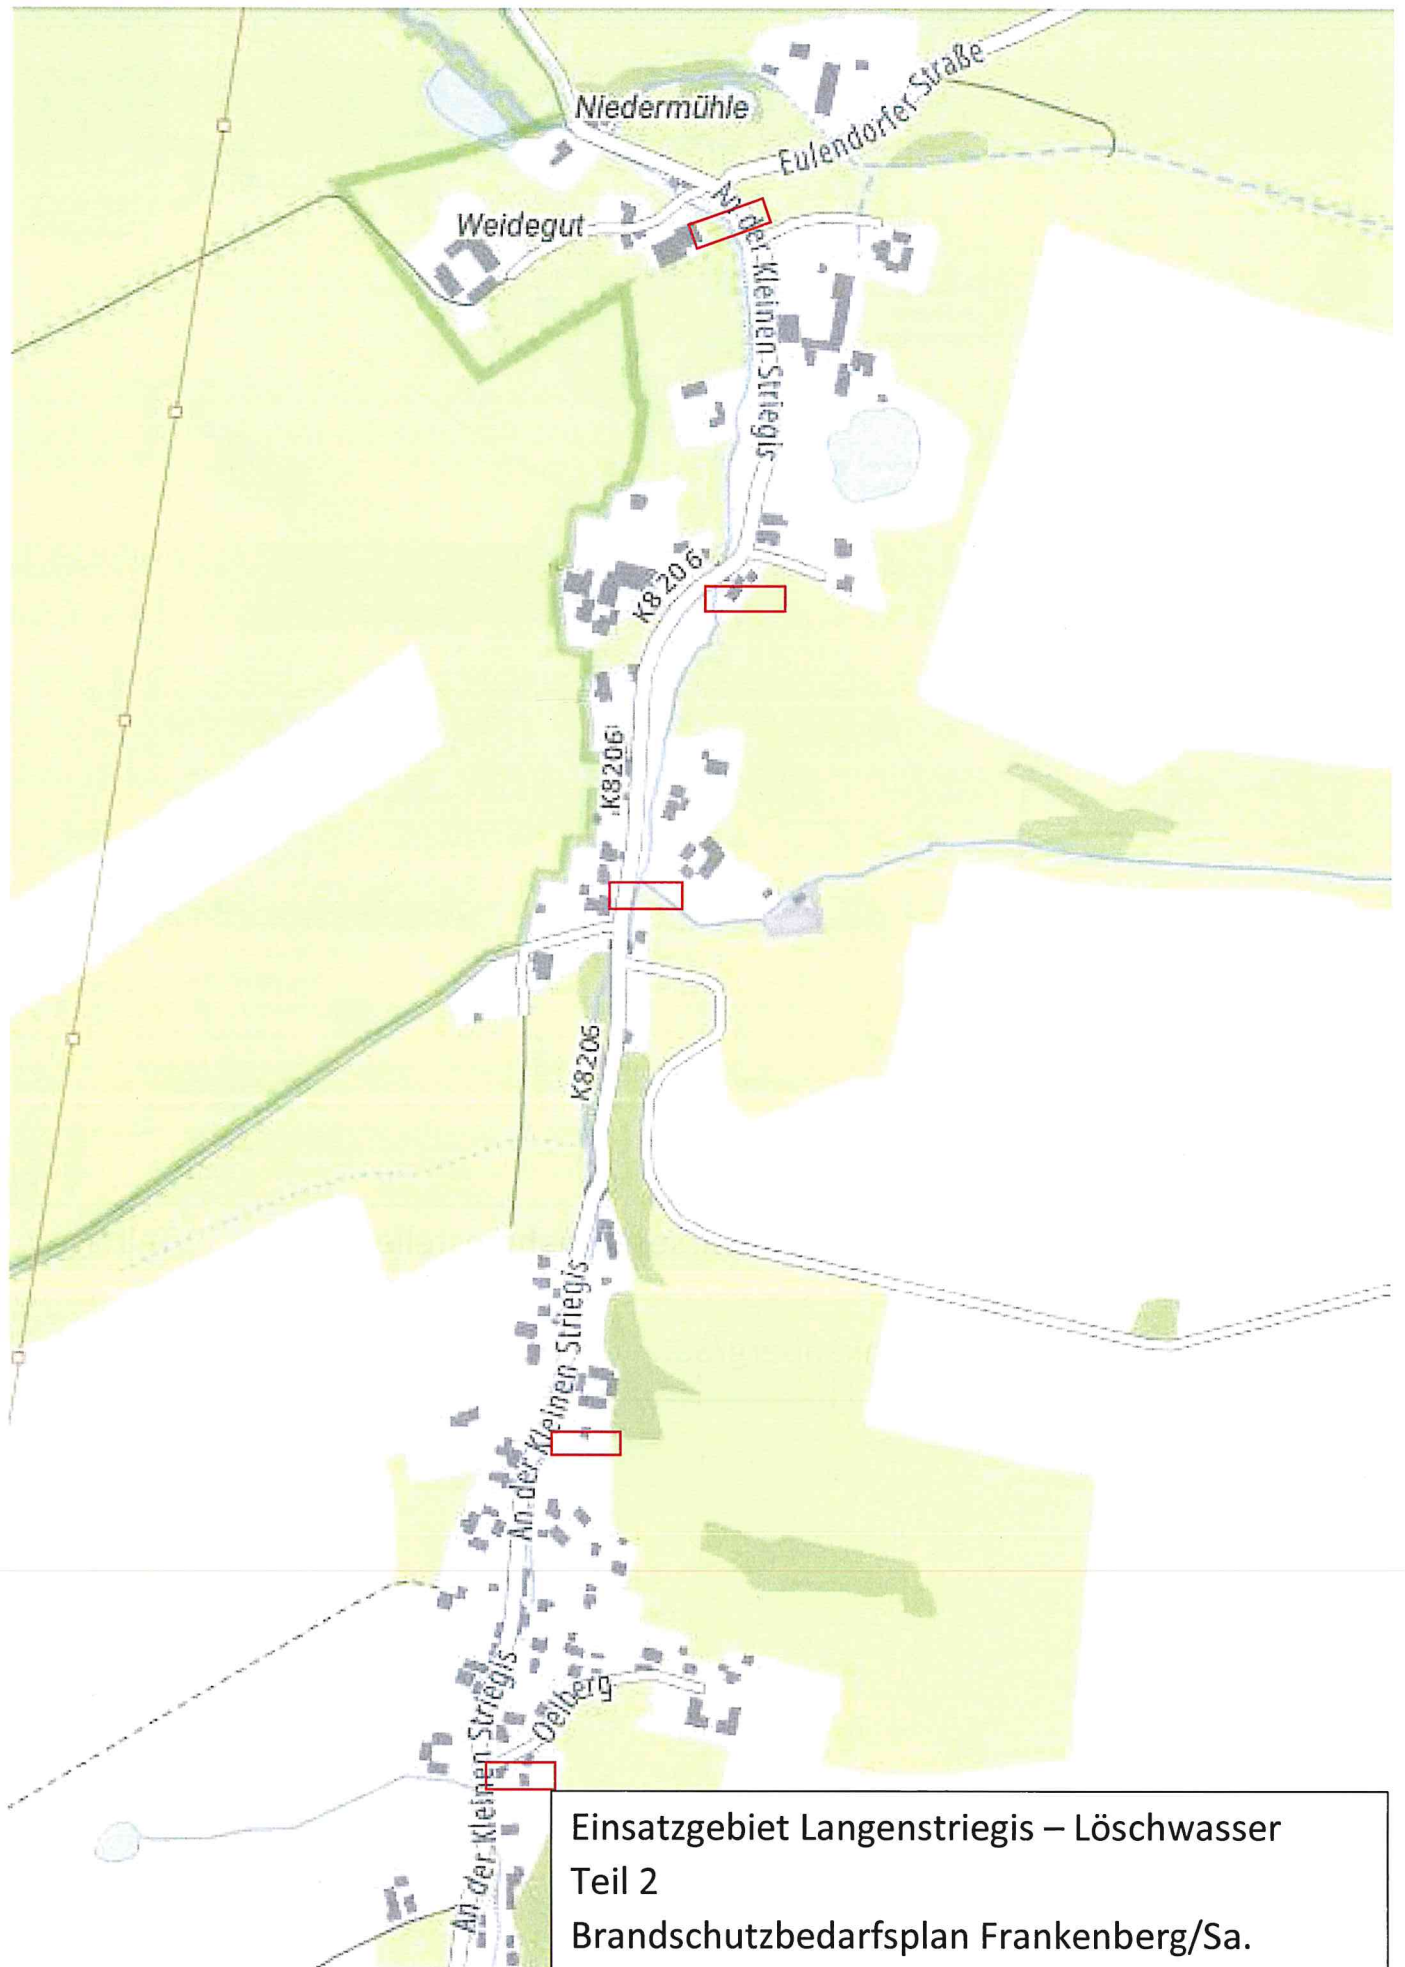 Niedermühle
Eulendorfer Straße
Weidegut
An der Kleinen Striegis
K8206
K8206
K8206
An der Kleinen Striegis
Oelberg
An der Kleinen Striegis
Einsatzgebiet Langenstriegis – Löschwasser
Teil 2
Brandschutzbedarfsplan Frankenberg/Sa.